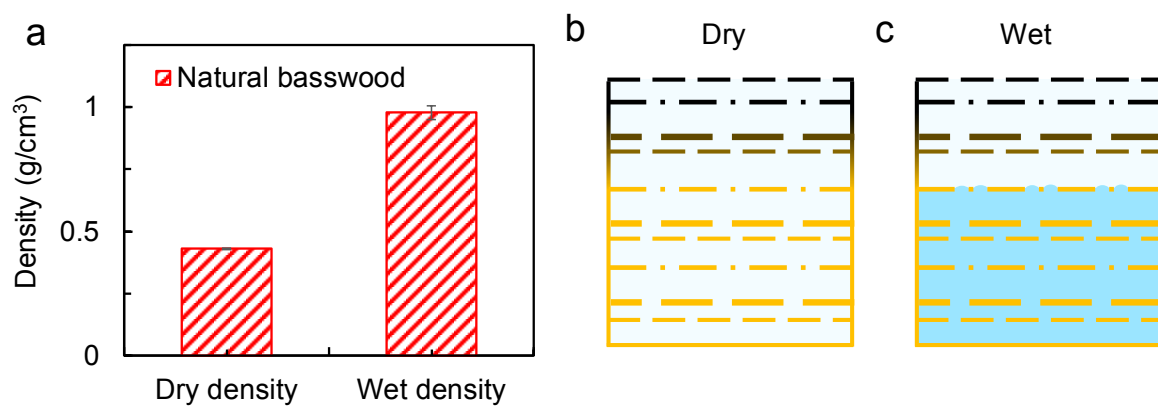 a
Density (g/cm³)
1
0.5
0
Natural basswood
Dry density
Wet density
b
Dry
c
Wet